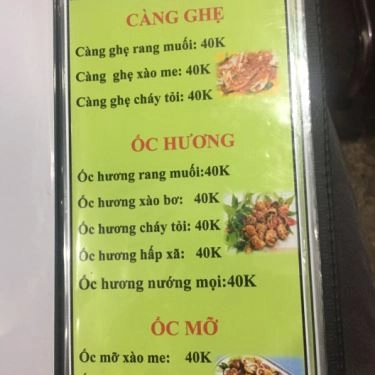 CÀNG GHẸ
Càng ghẹ rang muối: 40K
Càng ghẹ xào me: 40K
Càng ghẹ cháy tỏi: 40K
ỐC HƯƠNG
Ốc hương rang muối:40K
Ốc hương xào bơ: 40K
Ốc hương cháy tỏi: 40K
Ốc hương hấp xã: 40K
Ốc hương nướng mọi:40K
ỐC MỠ
Ốc mỡ xào me: 40K